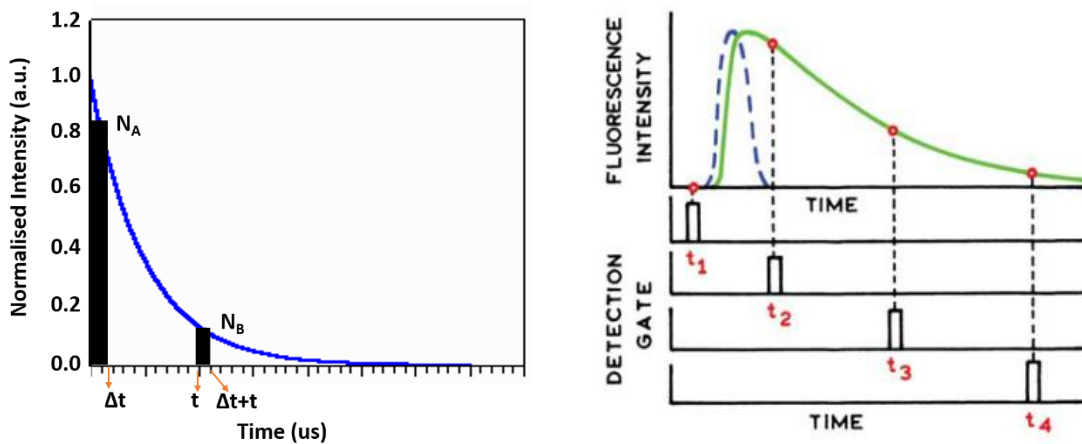 Normalised Intensity (a.u.)
1.2
1.0
0.8
0.6
0.4
0.2
0.0
N_A
N_B
Δt
t
Δt+t
Time (us)
FLUORESCENCE
INTENSITY
TIME
DETECTION
GATE
t₁
t₂
t₃
t₄
TIME